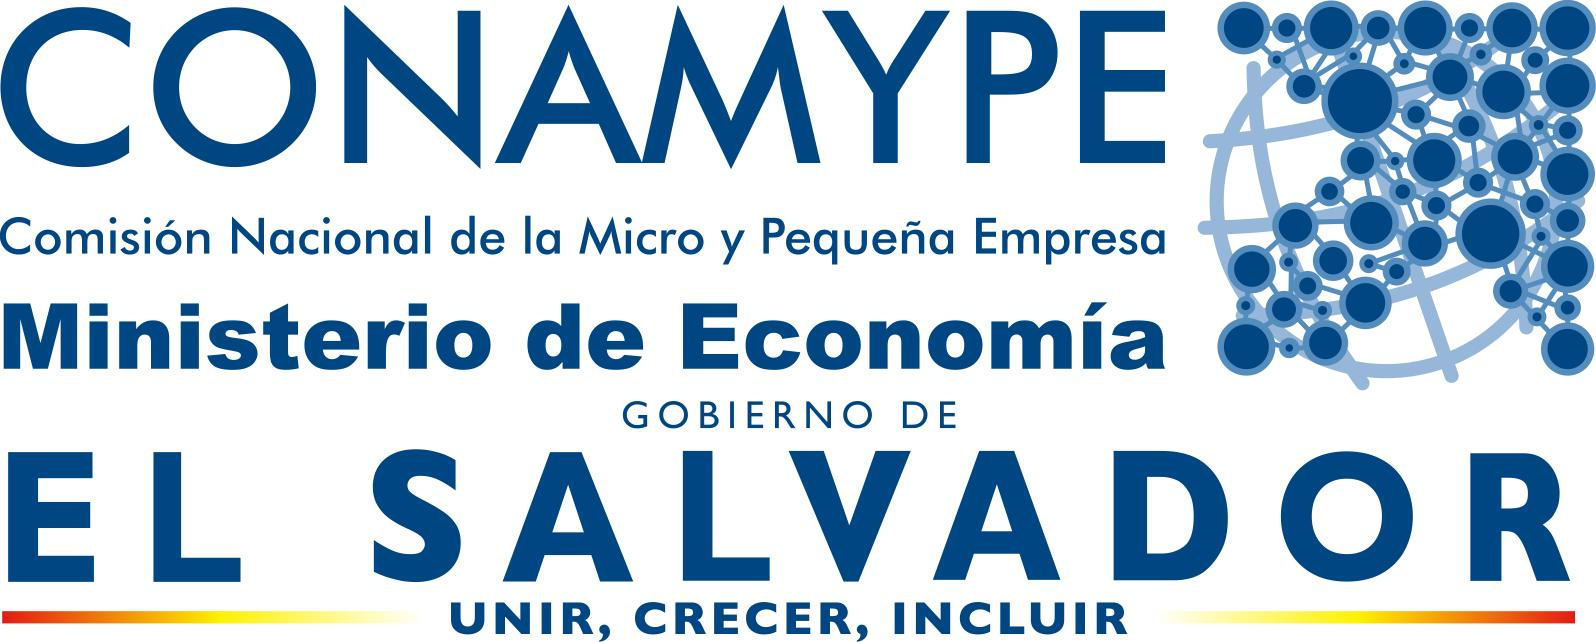 CONAMYPE
Comisión Nacional de la Micro y Pequeña Empresa
Ministerio de Economía
GOBIERNO DE
EL SALVADOR
UNIR, CRECER, INCLUIR